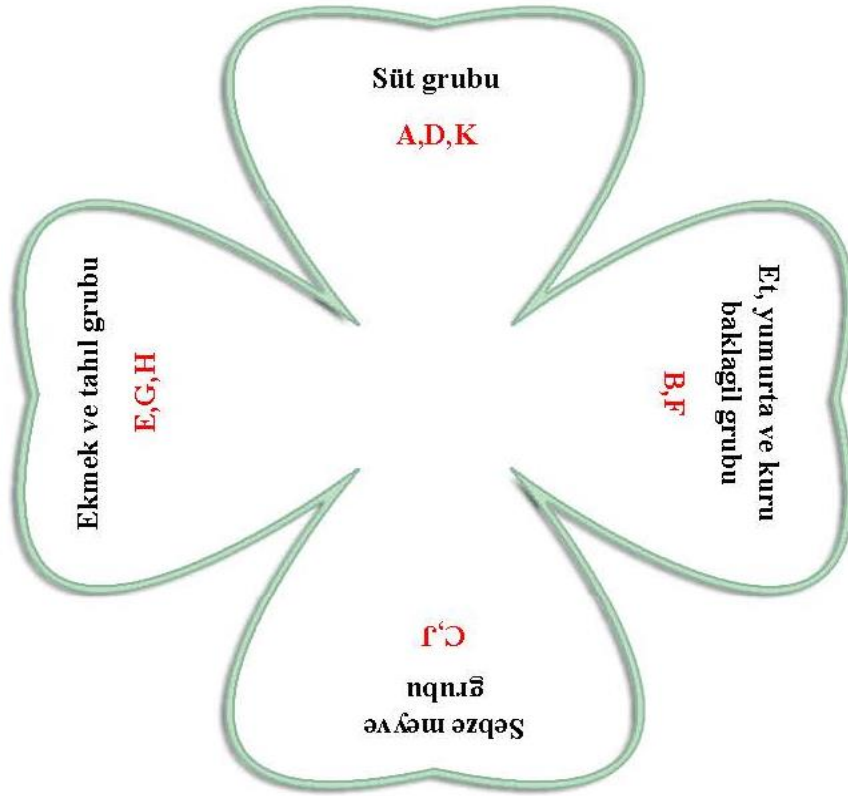 Süt grubu
A,D,K
Et, yumurta ve kuru
baklagil grubu
B,F
Sebze meyve
grubu
C,J
Ekmek ve tahıl grubu
E,G,H